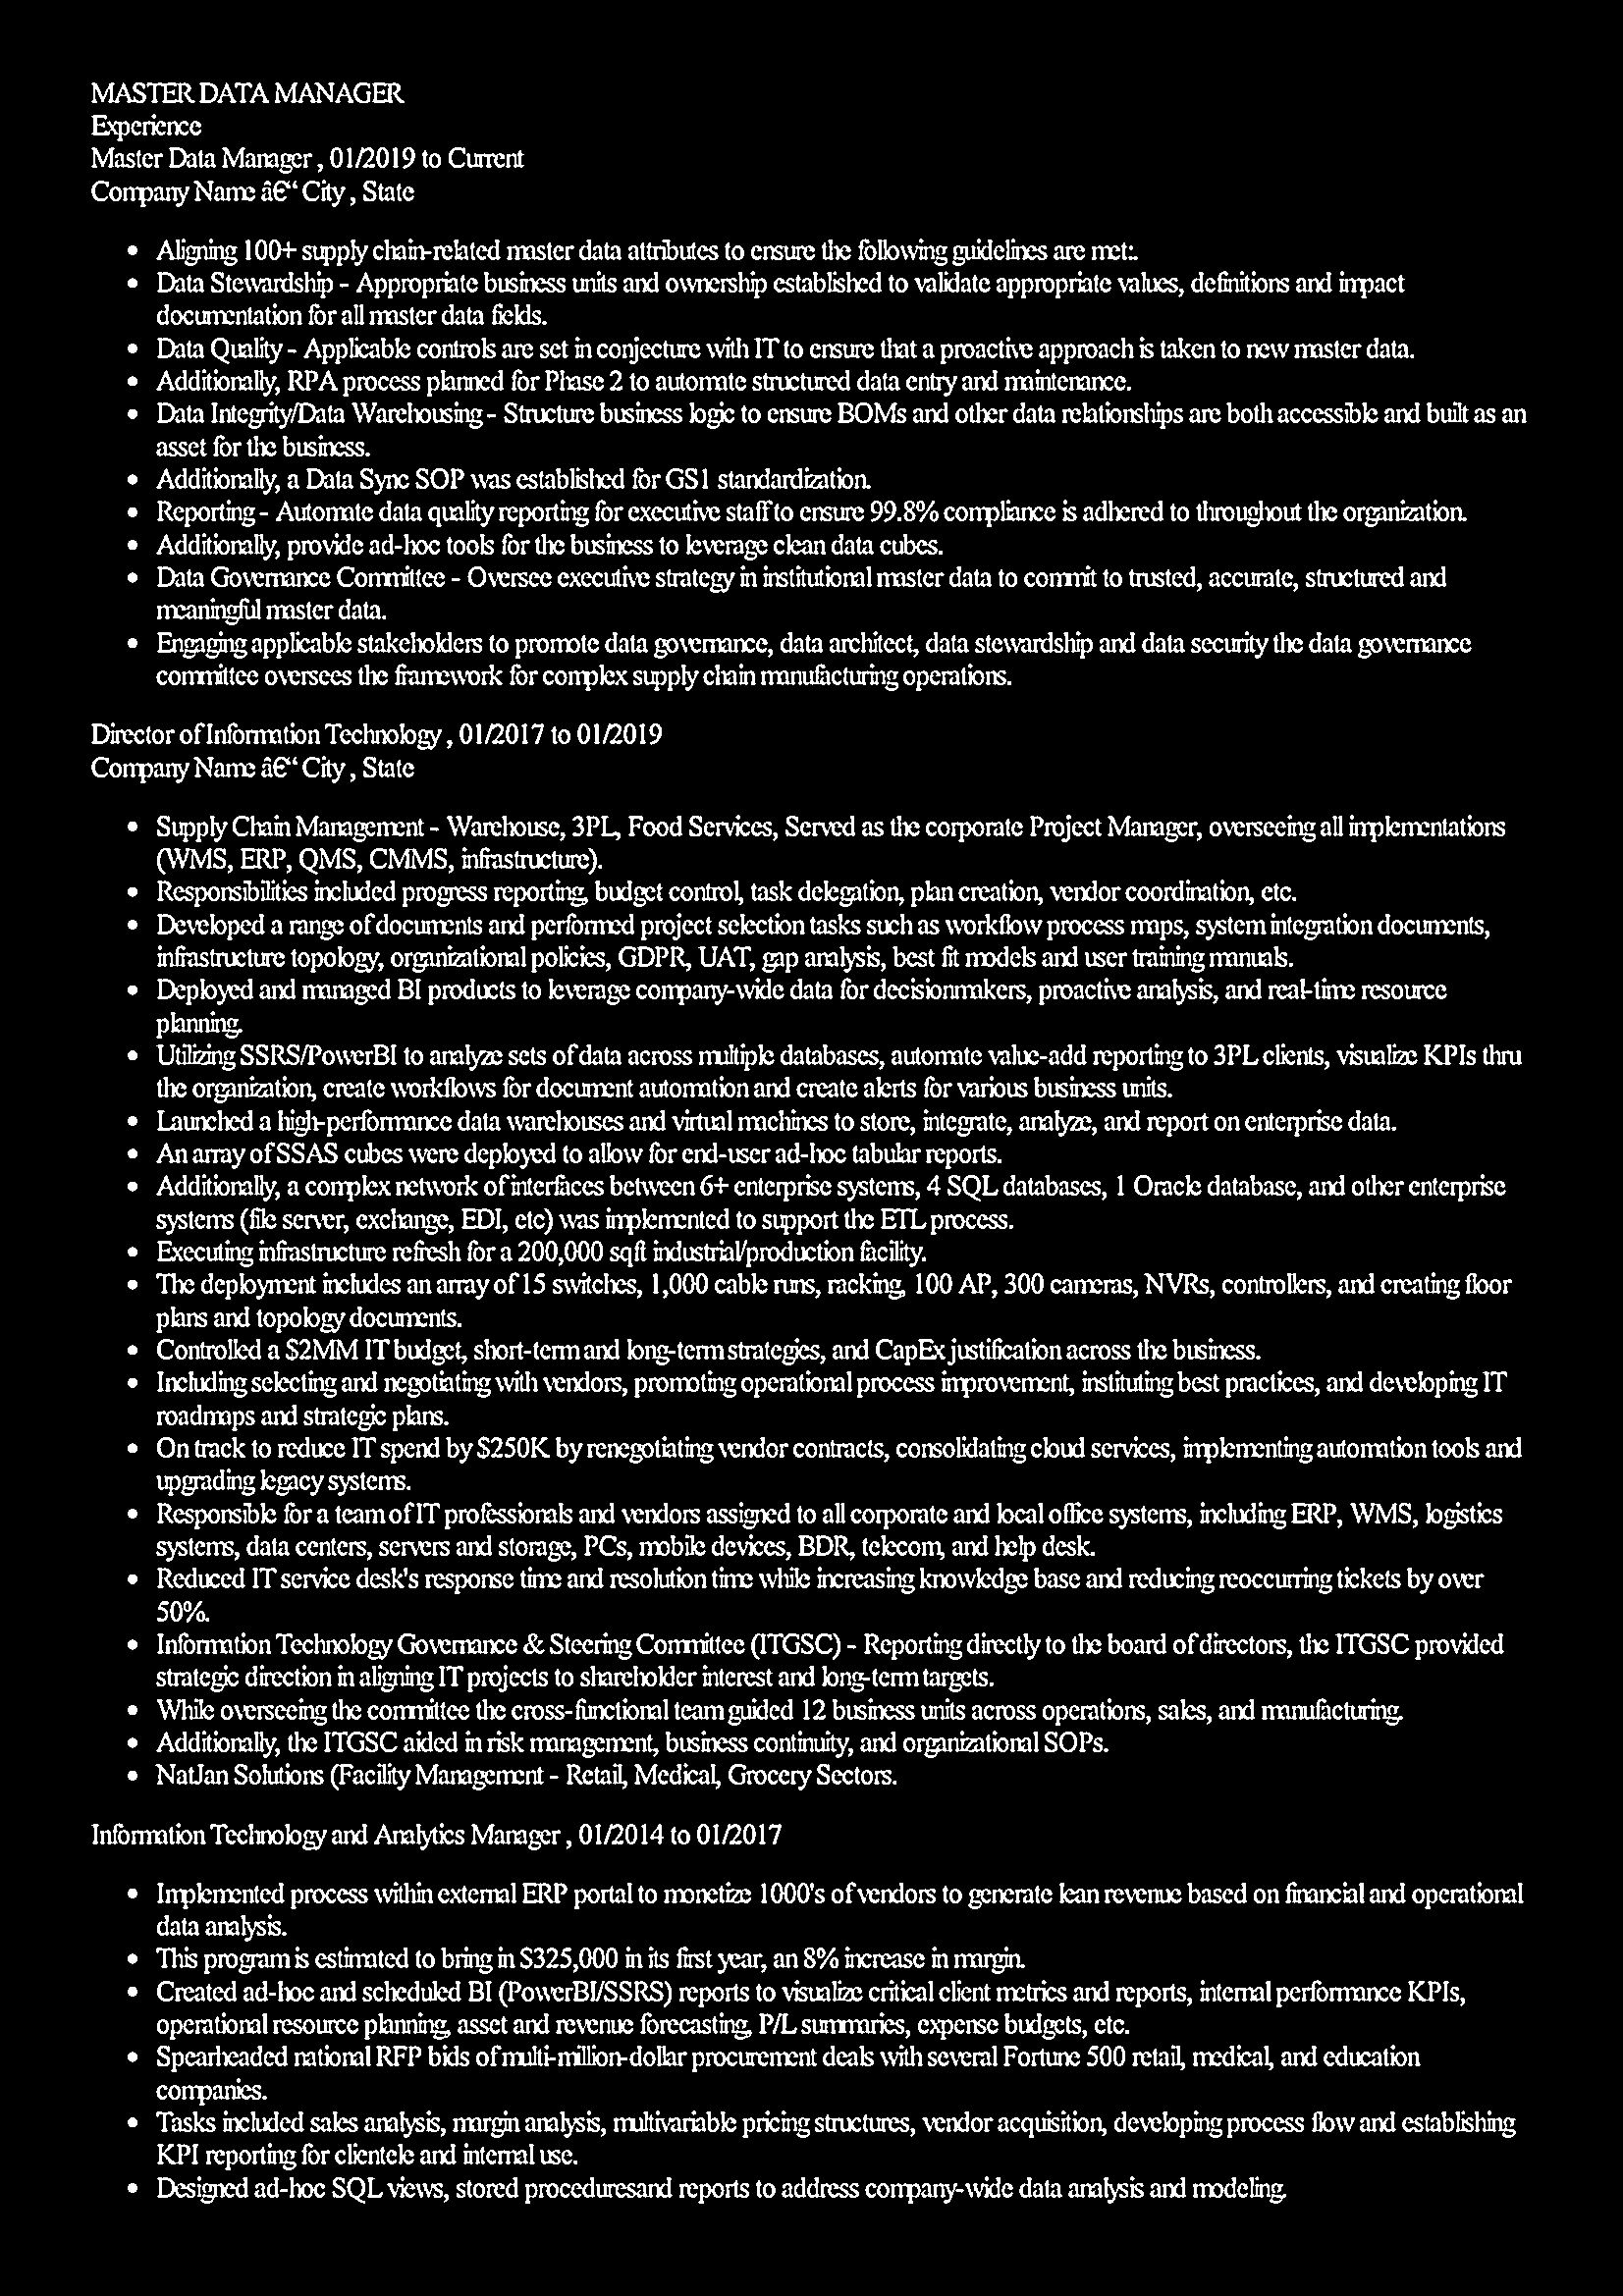 MASTER DATA MANAGER
Experience
Master Data Manager , 01/2019 to Current
Company Name â€“ City , State
• Aligning 100+ supply chain-related master data attributes to ensure the following guidelines are met:.
• Data Stewardship - Appropriate business units and ownership established to validate appropriate values, definitions and impact
documentation for all master data fields.
• Data Quality - Applicable controls are set in conjecture with IT to ensure that a proactive approach is taken to new master data.
• Additionally, RPA process planned for Phase 2 to automate structured data entry and maintenance.
• Data Integrity/Data Warehousing - Structure business logic to ensure BOMs and other data relationships are both accessible and built as an
asset for the business.
• Additionally, a Data Sync SOP was established for GS1 standardization.
• Reporting - Automate data quality reporting for executive staff to ensure 99.8% compliance is adhered to throughout the organization.
• Additionally, provide ad-hoc tools for the business to leverage clean data cubes.
• Data Governance Committee - Oversee executive strategy in institutional master data to commit to trusted, accurate, structured and
meaningful master data.
• Engaging applicable stakeholders to promote data governance, data architect, data stewardship and data security the data governance
committee oversees the framework for complex supply chain manufacturing operations.
Director of Information Technology , 01/2017 to 01/2019
Company Name â€“ City , State
• Supply Chain Management - Warehouse, 3PL, Food Services, Served as the corporate Project Manager, overseeing all implementations
(WMS, ERP, QMS, CMMS, infrastructure).
• Responsibilities included progress reporting, budget control, task delegation, plan creation, vendor coordination, etc.
• Developed a range of documents and performed project selection tasks such as workflow process maps, system integration documents,
infrastructure topology, organizational policies, GDPR, UAT, gap analysis, best fit models and user training manuals.
• Deployed and managed BI products to leverage company-wide data for decisionmakers, proactive analysis, and real-time resource
planning.
• Utilizing SSRS/PowerBI to analyze sets of data across multiple databases, automate value-add reporting to 3PL clients, visualize KPIs thru
the organization, create workflows for document automation and create alerts for various business units.
• Launched a high-performance data warehouses and virtual machines to store, integrate, analyze, and report on enterprise data.
• An array of SSAS cubes were deployed to allow for end-user ad-hoc tabular reports.
• Additionally, a complex network of interfaces between 6+ enterprise systems, 4 SQL databases, 1 Oracle database, and other enterprise
systems (file server, exchange, EDI, etc) was implemented to support the ETL process.
• Executing infrastructure refresh for a 200,000 sqft industrial/production facility.
• The deployment includes an array of 15 switches, 1,000 cable runs, racking, 100 AP, 300 cameras, NVRs, controllers, and creating floor
plans and topology documents.
• Controlled a $2MM IT budget, short-term and long-term strategies, and CapEx justification across the business.
• Including selecting and negotiating with vendors, promoting operational process improvement, instituting best practices, and developing IT
roadmaps and strategic plans.
• On track to reduce IT spend by $250K by renegotiating vendor contracts, consolidating cloud services, implementing automation tools and
upgrading legacy systems.
• Responsible for a team of IT professionals and vendors assigned to all corporate and local office systems, including ERP, WMS, logistics
systems, data centers, servers and storage, PCs, mobile devices, BDR, telecom, and help desk.
• Reduced IT service desk's response time and resolution time while increasing knowledge base and reducing reoccurring tickets by over
50%.
• Information Technology Governance & Steering Committee (ITGSC) - Reporting directly to the board of directors, the ITGSC provided
strategic direction in aligning IT projects to shareholder interest and long-term targets.
• While overseeing the committee the cross-functional team guided 12 business units across operations, sales, and manufacturing.
• Additionally, the ITGSC aided in risk management, business continuity, and organizational SOPs.
• NatJan Solutions (Facility Management - Retail, Medical, Grocery Sectors.
Information Technology and Analytics Manager , 01/2014 to 01/2017
• Implemented process within external ERP portal to monetize 1000's of vendors to generate lean revenue based on financial and operational
data analysis.
• This program is estimated to bring in $325,000 in its first year, an 8% increase in margin.
• Created ad-hoc and scheduled BI (PowerBI/SSRS) reports to visualize critical client metrics and reports, internal performance KPIs,
operational resource planning, asset and revenue forecasting, P/L summaries, expense budgets, etc.
• Spearheaded national RFP bids of multi-million-dollar procurement deals with several Fortune 500 retail, medical, and education
companies.
• Tasks included sales analysis, margin analysis, multivariable pricing structures, vendor acquisition, developing process flow and establishing
KPI reporting for clientele and internal use.
• Designed ad-hoc SQL views, stored proceduresand reports to address company-wide data analysis and modeling.